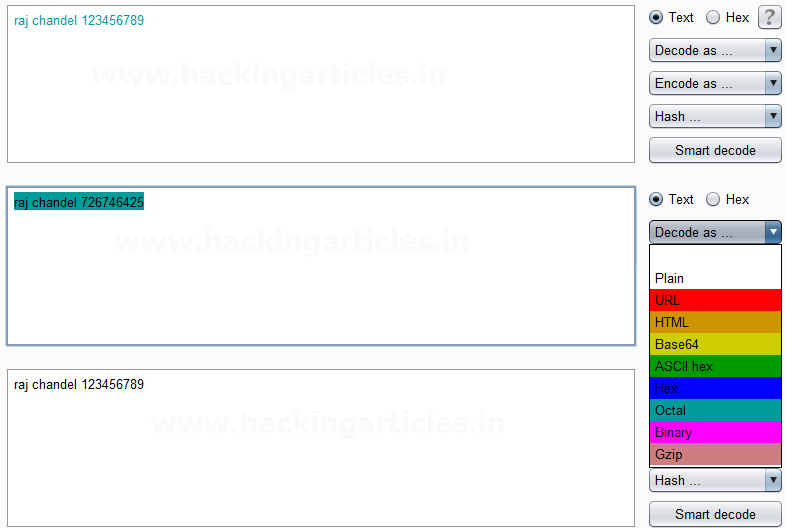 raj chandel 123456789
www.hackingarticles.in
Text Hex ?
Decode as ...
Encode as ...
Hash ...
Smart decode
raj chandel 726746425
www.hackingarticles.in
Text Hex
Decode as ...
Plain
URL
HTML
Base64
ASCII hex
Hex
Octal
Binary
Gzip
raj chandel 123456789
www.hackingarticles.in
Hash ...
Smart decode